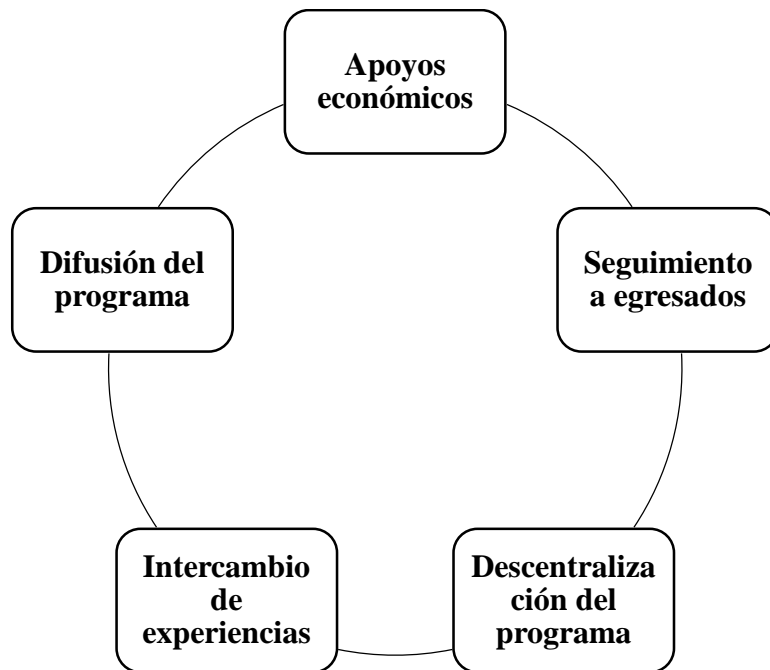 Apoyos
económicos
Seguimiento
a egresados
Descentraliza
ción del
programa
Intercambio
de
experiencias
Difusión del
programa